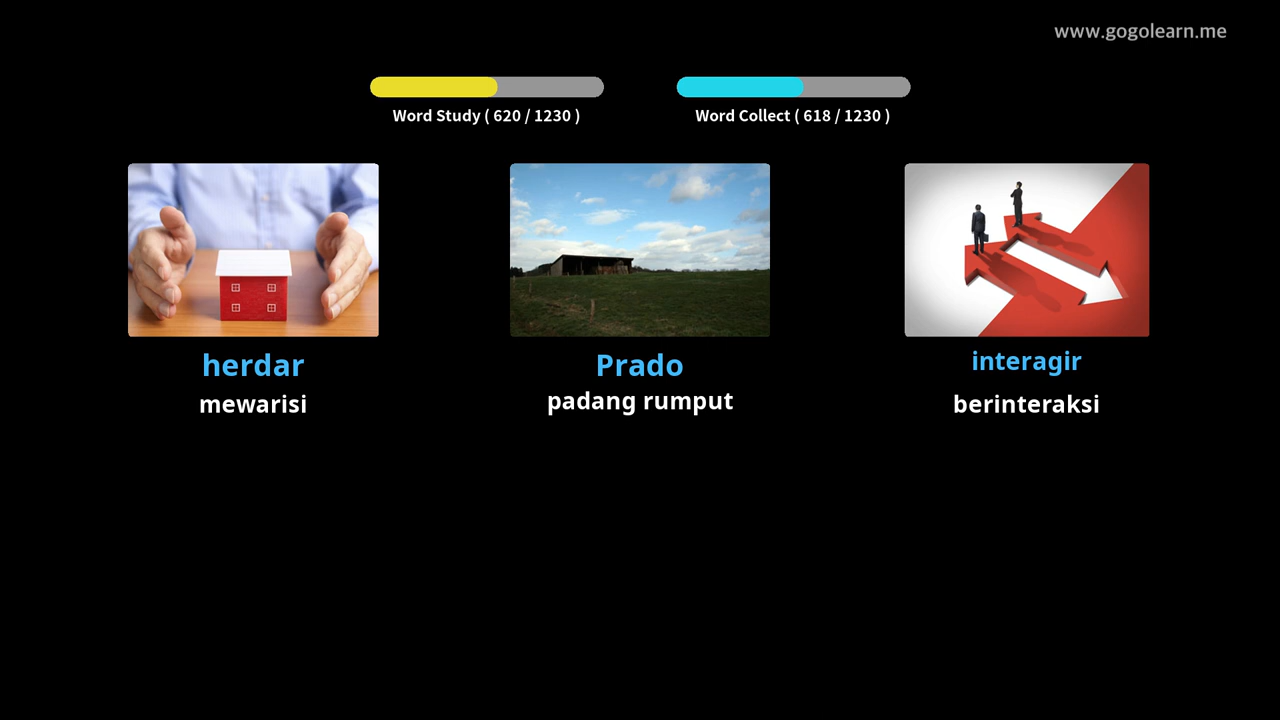 www.gogolearn.me
Word Study ( 620 / 1230 )
Word Collect ( 618 / 1230 )
herdar
mewarisi
Prado
padang rumput
interagir
berinteraksi